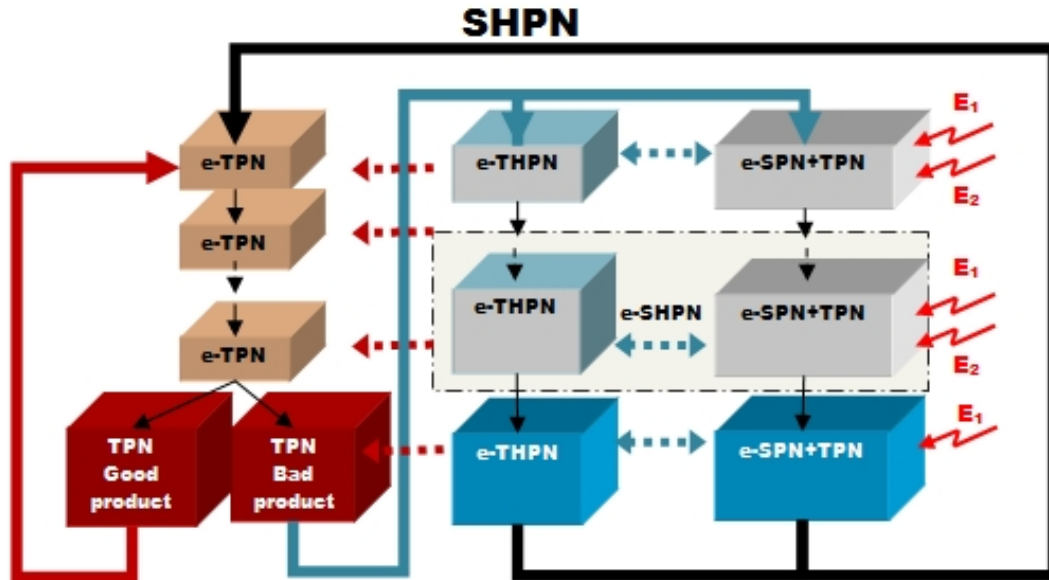 SHPN
e-TPN
e-THPN
e-SPN+TPN
E₁
E₂
e-TPN
e-TPN
e-THPN
e-SHPN
e-SPN+TPN
E₁
E₂
TPN
Good
product
TPN
Bad
product
e-THPN
e-SPN+TPN
E₁